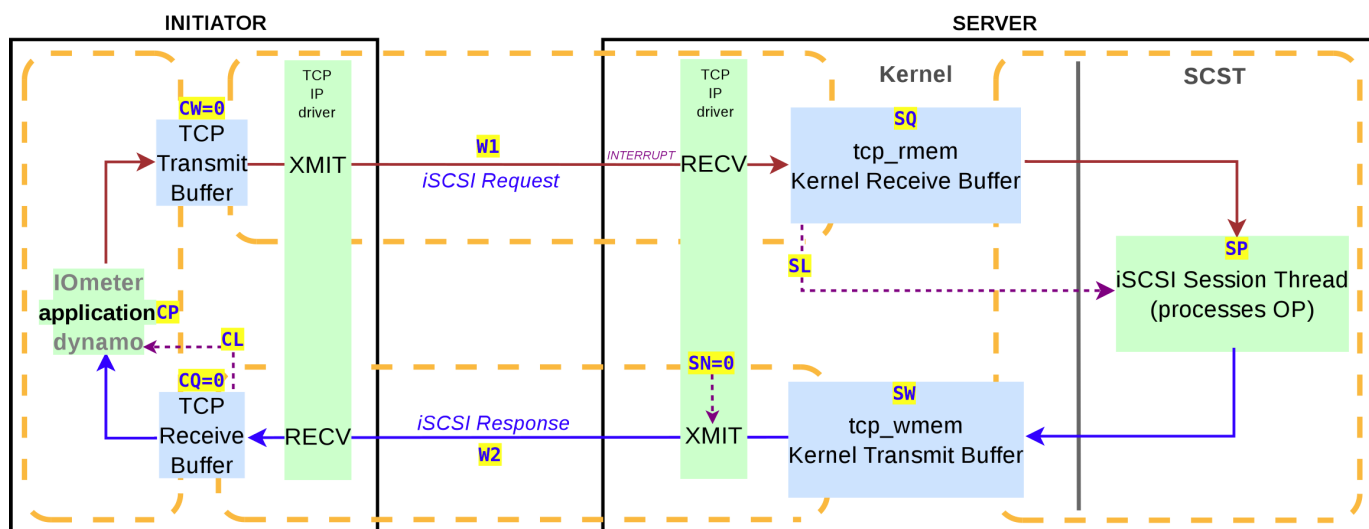 INITIATOR
SERVER
TCP
IP
driver
TCP
IP
driver
Kernel
SCST
CW=0
TCP
Transmit
Buffer
XMIT
W1
iSCSI Request
INTERRUPT
RECV
SQ
tcp_rmem
Kernel Receive Buffer
SL
SP
iSCSI Session Thread
(processes OP)
IOmeter
application
CP
dynamo
CL
CQ=0
TCP
Receive
Buffer
RECV
iSCSI Response
W2
SN=0
XMIT
SW
tcp_wmem
Kernel Transmit Buffer